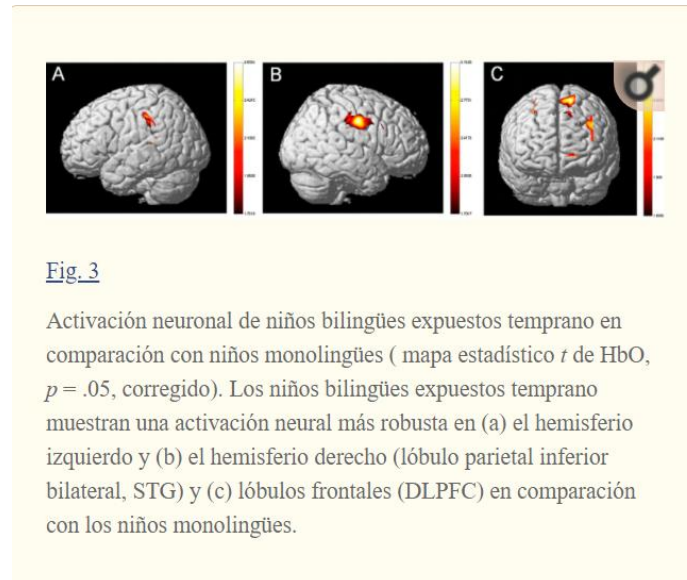 A
B
C
Fig. 3
Activación neuronal de niños bilingües expuestos temprano en
comparación con niños monolingües ( mapa estadístico t de HbO,
p = .05, corregido). Los niños bilingües expuestos temprano
muestran una activación neural más robusta en (a) el hemisferio
izquierdo y (b) el hemisferio derecho (lóbulo parietal inferior
bilateral, STG) y (c) lóbulos frontales (DLPFC) en comparación
con los niños monolingües.